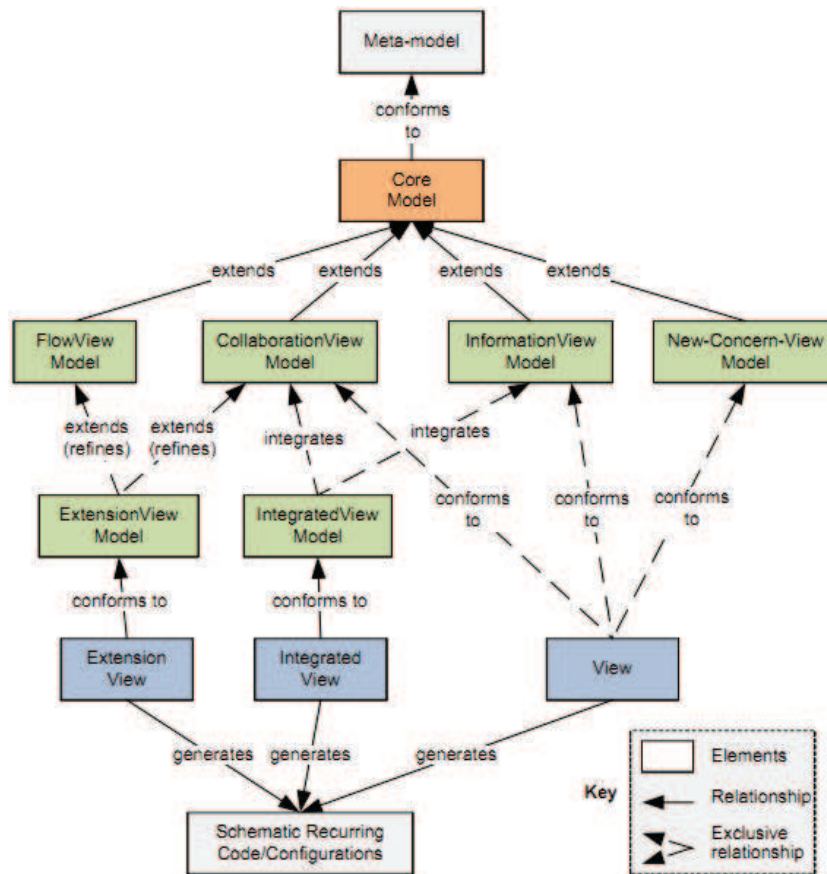 Meta-model
conforms
to
Core
Model
extends
extends
extends
extends
FlowView
Model
CollaborationView
Model
InformationView
Model
New-Concern-View
Model
extends
(refines)
extends
(refines)
integrates
integrates
conforms
to
conforms
to
conforms
to
ExtensionView
Model
IntegratedView
Model
conforms to
conforms to
Extension
View
Integrated
View
View
generates
generates
generates
Schematic Recurring
Code/Configurations
Key
Elements
Relationship
Exclusive
relationship